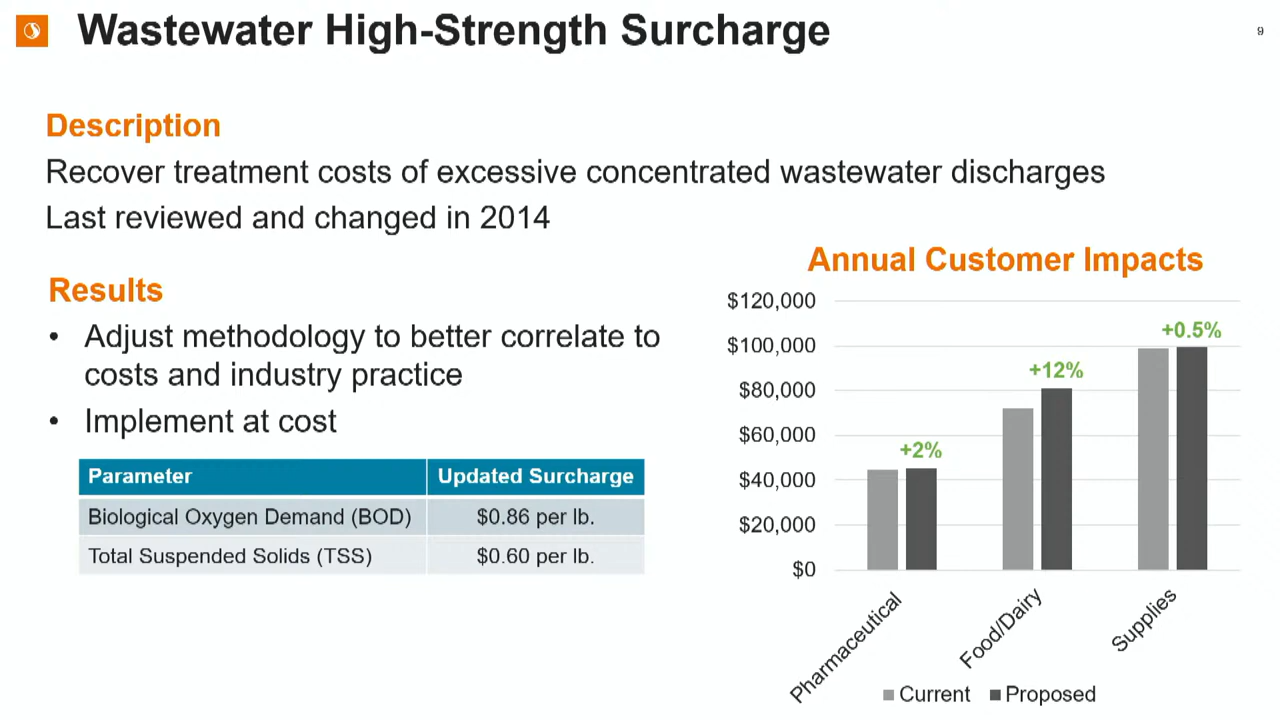 Wastewater High-Strength Surcharge
9
Description
Recover treatment costs of excessive concentrated wastewater discharges
Last reviewed and changed in 2014
Results
• Adjust methodology to better correlate to
costs and industry practice
• Implement at cost
Parameter Updated Surcharge
Biological Oxygen Demand (BOD) $0.86 per lb.
Total Suspended Solids (TSS) $0.60 per lb.
Annual Customer Impacts
$120,000
$100,000
$80,000
$60,000
$40,000
$20,000
$0
+2%
+12%
+0.5%
Pharmaceutical
Food/Dairy
Supplies
Current Proposed